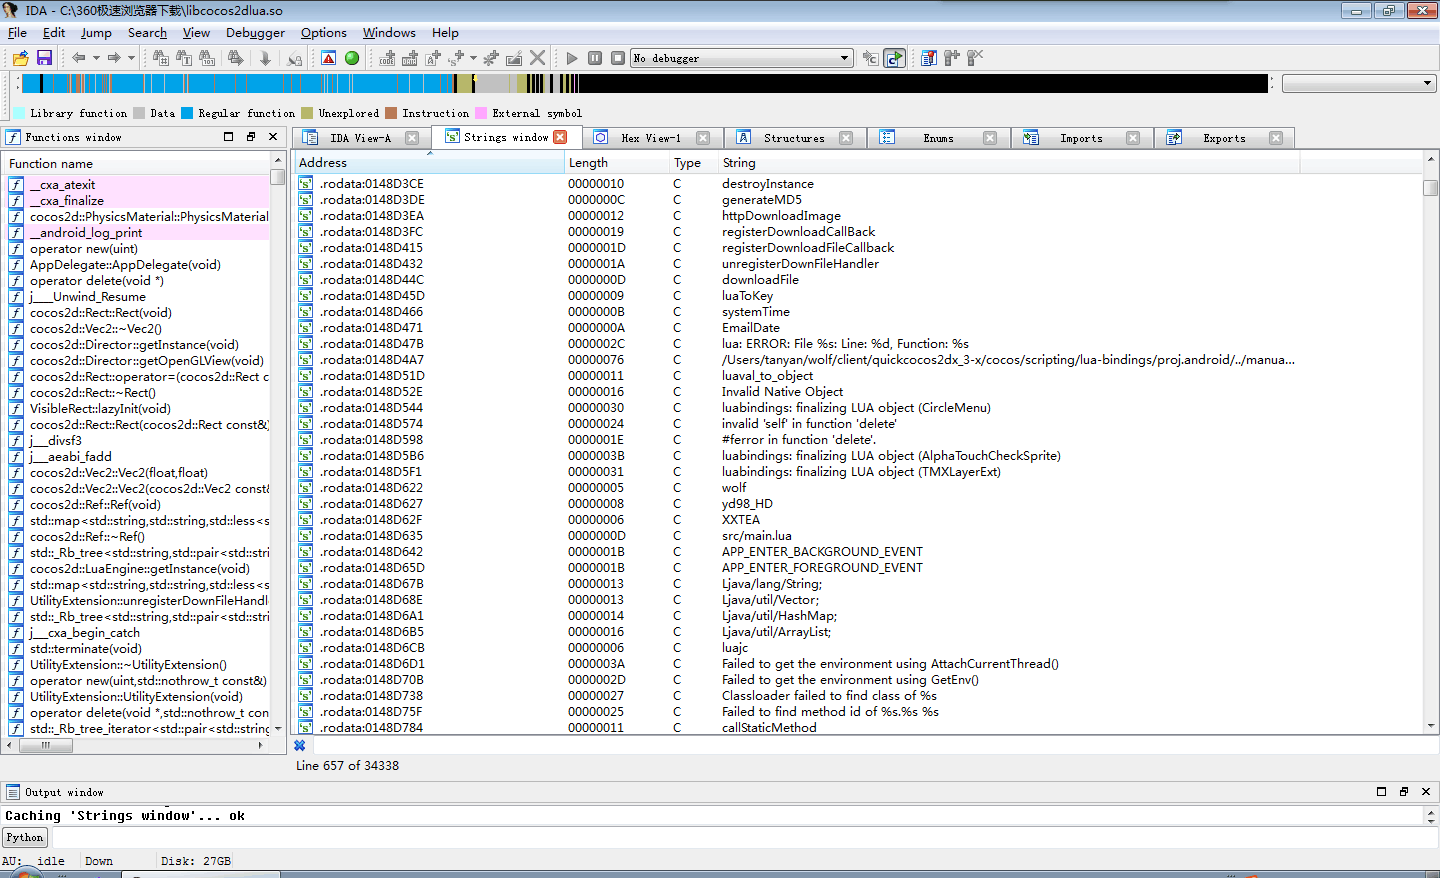 IDA - C:\360极速浏览器下载\libcocos2dlua.so
File Edit Jump Search View Debugger Options Windows Help
No debugger
Library function Data Regular function Unexplored Instruction External symbol
Functions window
IDA View-A Strings window Hex View-1 Structures Enums Imports Exports
Function name
__cxa_atexit
__cxa_finalize
cocos2d::PhysicsMaterial::PhysicsMaterial
__android_log_print
operator new(uint)
AppDelegate::AppDelegate(void)
operator delete(void *)
j___Unwind_Resume
cocos2d::Rect::Rect(void)
cocos2d::Vec2::~Vec2()
cocos2d::Director::getInstance(void)
cocos2d::Director::getOpenGLView(void)
cocos2d::Rect::operator=(cocos2d::Rect c
cocos2d::Rect::~Rect()
VisibleRect::lazyInit(void)
cocos2d::Rect::Rect(cocos2d::Rect const&)
j___divsf3
j___aeabi_fadd
cocos2d::Vec2::Vec2(float,float)
cocos2d::Vec2::Vec2(cocos2d::Vec2 const&
cocos2d::Ref::Ref(void)
std::map<std::string,std::string,std::less<s
cocos2d::Ref::~Ref()
std::_Rb_tree<std::string,std::pair<std::stri
cocos2d::LuaEngine::getInstance(void)
std::map<std::string,std::string,std::less<s
UtilityExtension::unregisterDownFileHandl
std::_Rb_tree<std::string,std::pair<std::stri
j___cxa_begin_catch
std::terminate(void)
UtilityExtension::~UtilityExtension()
operator new(uint,std::nothrow_t const&)
UtilityExtension::UtilityExtension(void)
operator delete(void *,std::nothrow_t con
std::_Rb_tree_iterator<std::pair<std::string
Address Length Type String
.rodata:0148D3CE 00000010 C destroyInstance
.rodata:0148D3DE 0000000C C generateMD5
.rodata:0148D3EA 00000012 C httpDownloadImage
.rodata:0148D3FC 00000019 C registerDownloadCallBack
.rodata:0148D415 0000001D C registerDownloadFileCallback
.rodata:0148D432 0000001A C unregisterDownFileHandler
.rodata:0148D44C 0000000D C downloadFile
.rodata:0148D45D 00000009 C luaToKey
.rodata:0148D466 0000000B C systemTime
.rodata:0148D471 0000000A C EmailDate
.rodata:0148D47B 0000002C C lua: ERROR: File %s: Line: %d, Function: %s
.rodata:0148D4A7 00000076 C /Users/tanyan/wolf/client/quickcocos2dx_3-x/cocos/scripting/lua-bindings/proj.android/../manua...
.rodata:0148D51D 00000011 C luaval_to_object
.rodata:0148D52E 00000016 C Invalid Native Object
.rodata:0148D544 00000030 C luabindings: finalizing LUA object (CircleMenu)
.rodata:0148D574 00000024 C invalid 'self' in function 'delete'
.rodata:0148D598 0000001E C #ferror in function 'delete'.
.rodata:0148D5B6 0000003B C luabindings: finalizing LUA object (AlphaTouchCheckSprite)
.rodata:0148D5F1 00000031 C luabindings: finalizing LUA object (TMXLayerExt)
.rodata:0148D622 00000005 C wolf
.rodata:0148D627 00000008 C yd98_HD
.rodata:0148D62F 00000006 C XXTEA
.rodata:0148D635 0000000D C src/main.lua
.rodata:0148D642 0000001B C APP_ENTER_BACKGROUND_EVENT
.rodata:0148D65D 0000001B C APP_ENTER_FOREGROUND_EVENT
.rodata:0148D67B 00000013 C Ljava/lang/String;
.rodata:0148D68E 00000013 C Ljava/util/Vector;
.rodata:0148D6A1 00000014 C Ljava/util/HashMap;
.rodata:0148D6B5 00000016 C Ljava/util/ArrayList;
.rodata:0148D6CB 00000006 C luajc
.rodata:0148D6D1 0000003A C Failed to get the environment using AttachCurrentThread()
.rodata:0148D70B 0000002D C Failed to get the environment using GetEnv()
.rodata:0148D738 00000027 C Classloader failed to find class of %s
.rodata:0148D75F 00000025 C Failed to find method id of %s.%s %s
.rodata:0148D784 00000011 C callStaticMethod
Line 657 of 34338
Output window
Caching 'Strings window'... ok
Python
AU: idle Down Disk: 27GB